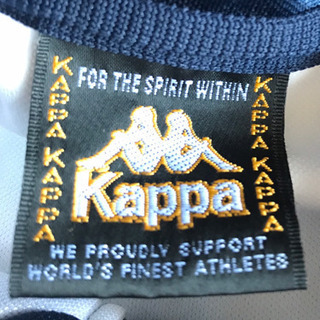 FOR THE SPIRIT WITHIN
KAPPA KAPPA
KAPPA KAPPA
Kappa
WE PROUDLY SUPPORT
WORLD'S FINEST ATHLETES